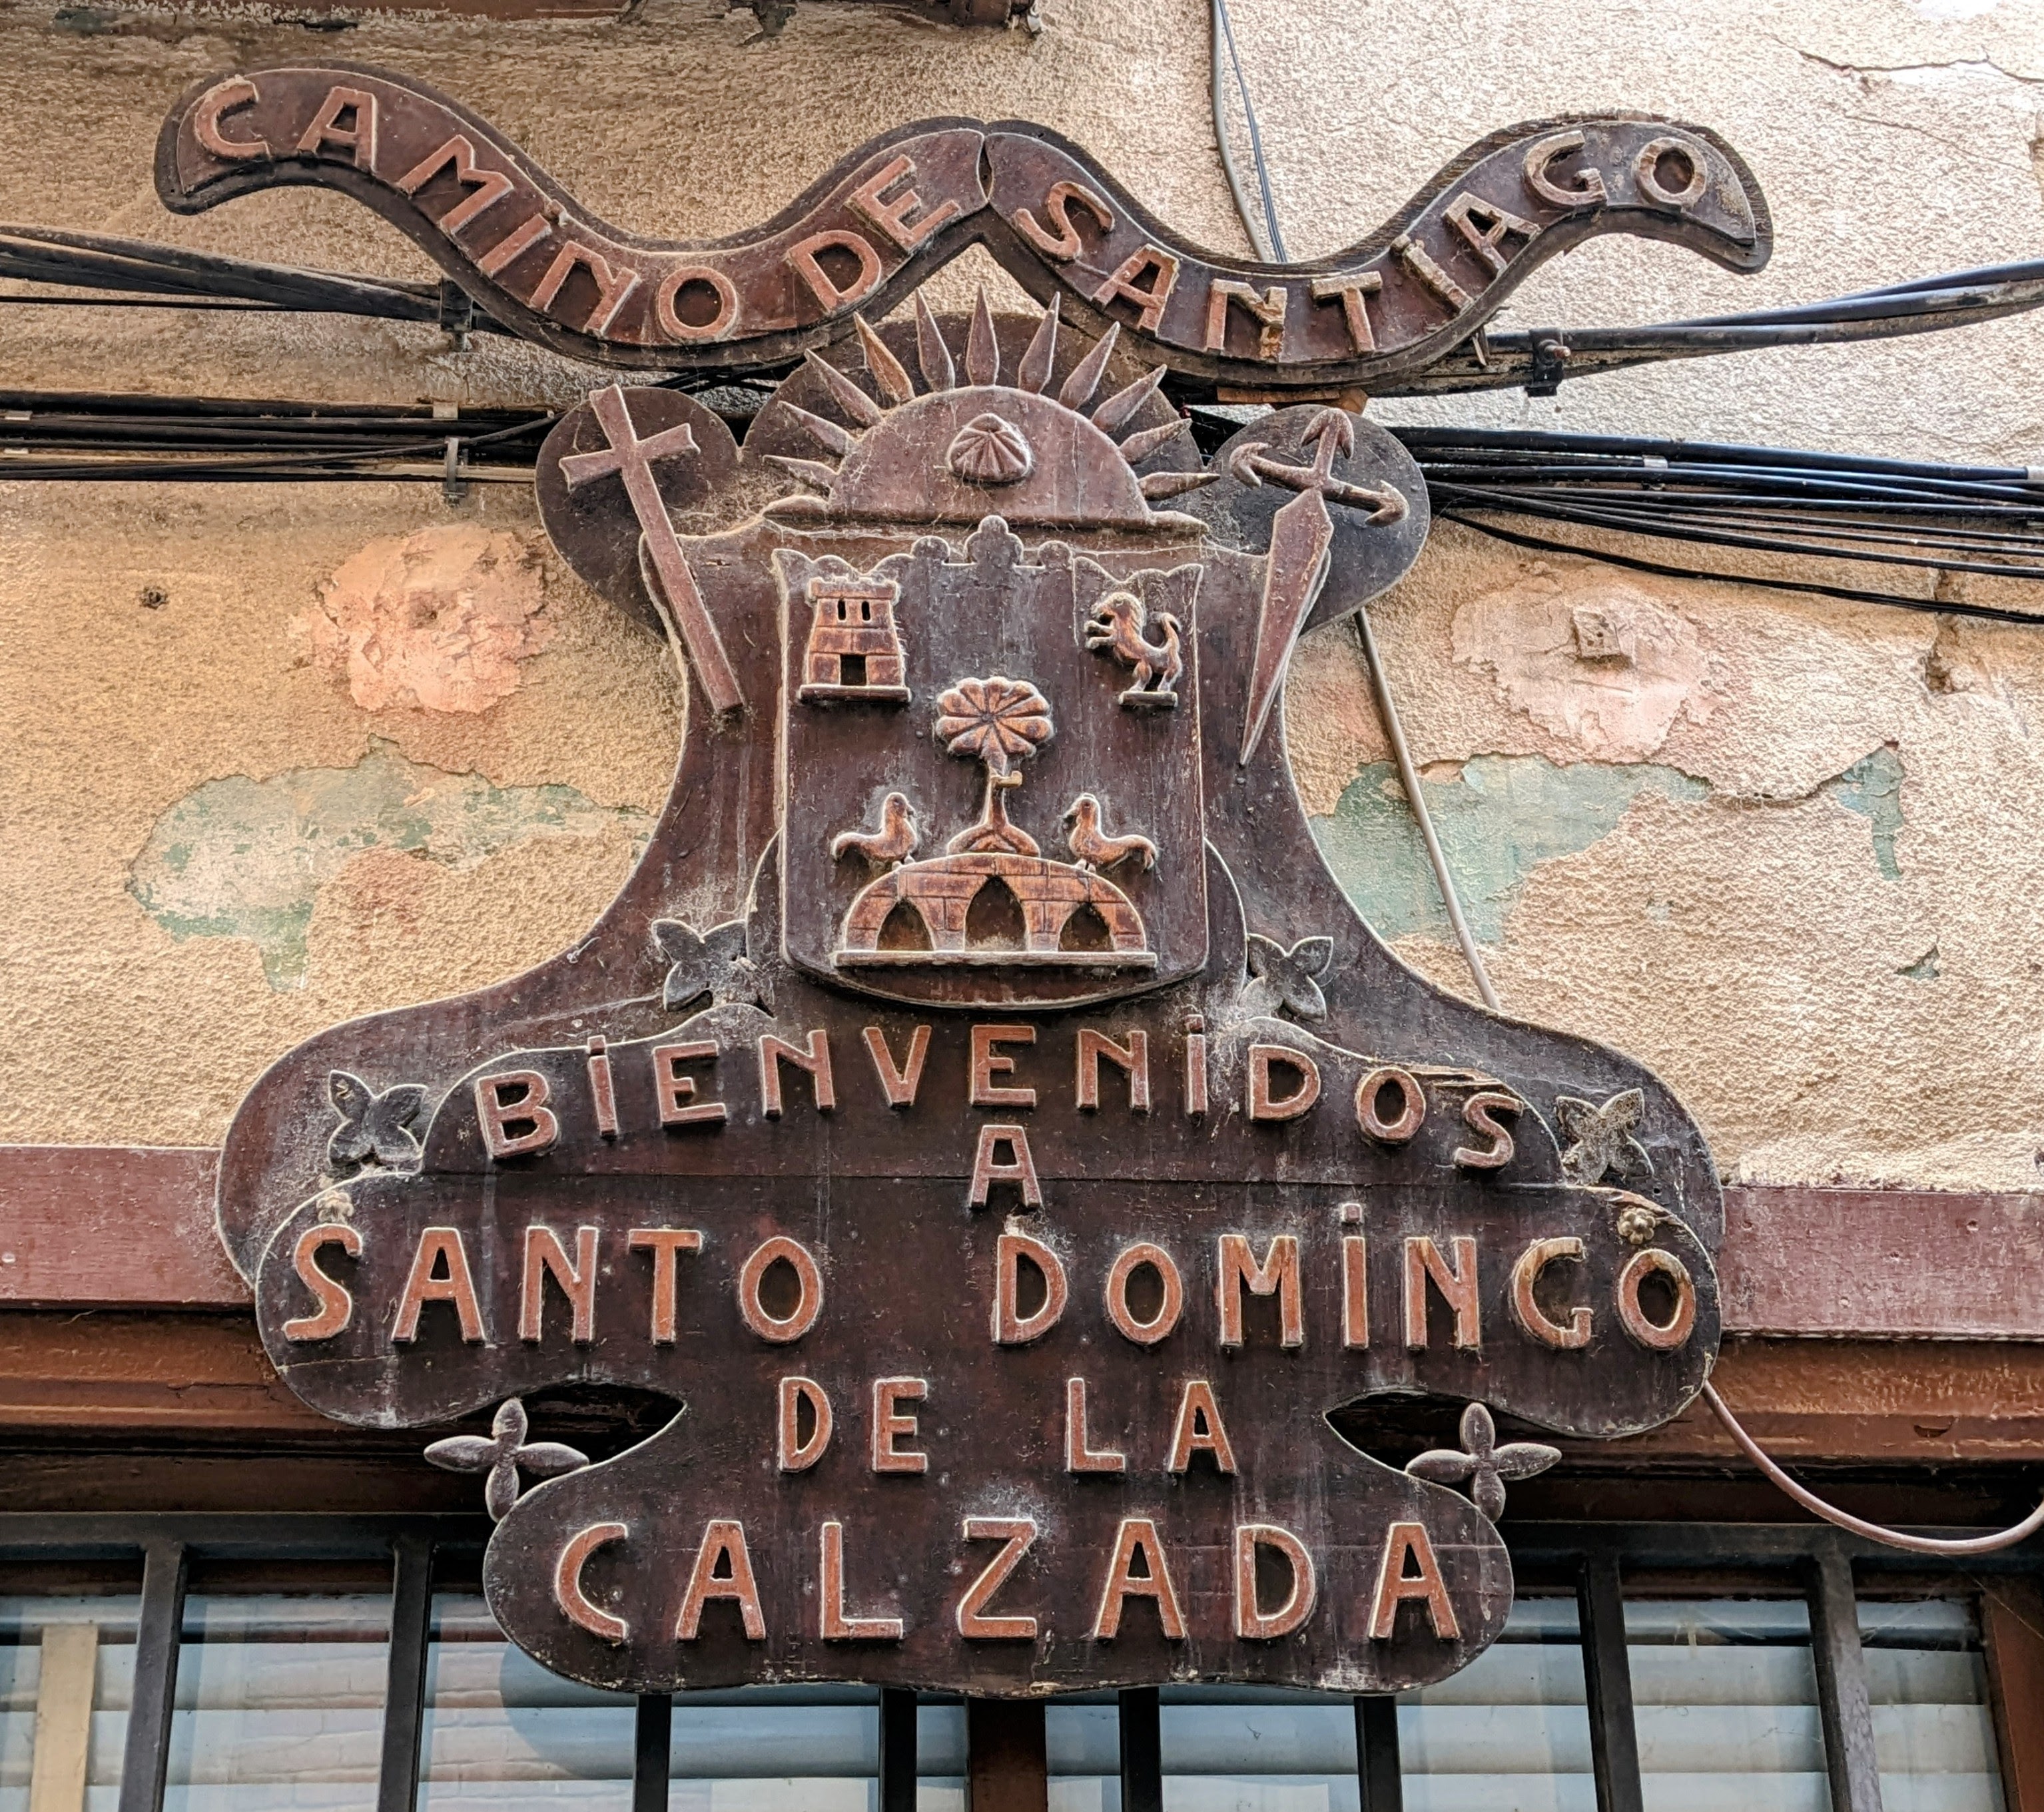 CAMiNO DE SANTIAGO
BiENVENiDOS
A
SANTO DOMiNGO
DE LA
CALZADA